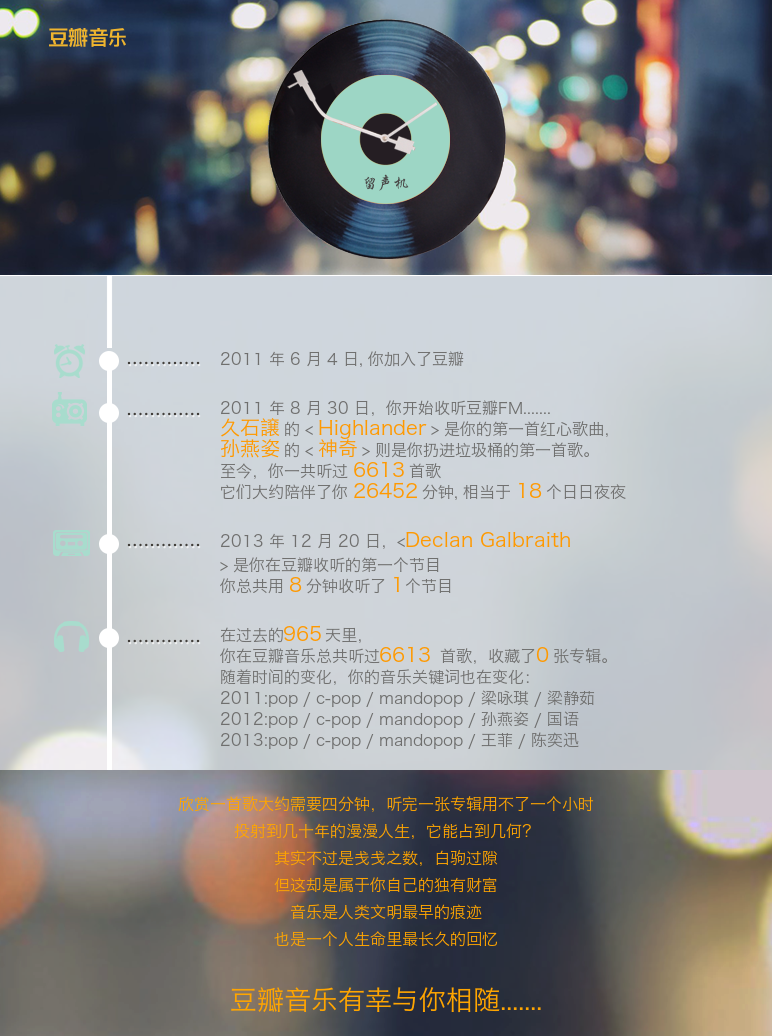 豆瓣音乐
留声机
2011 年 6 月 4 日, 你加入了豆瓣
2011 年 8 月 30 日，你开始收听豆瓣FM.......
久石譲 的 < Highlander > 是你的第一首红心歌曲,
孙燕姿 的 < 神奇 > 则是你扔进垃圾桶的第一首歌。
至今，你一共听过 6613 首歌
它们大约陪伴了你 26452 分钟, 相当于 18 个日日夜夜
2013 年 12 月 20 日，<Declan Galbraith
> 是你在豆瓣收听的第一个节目
你总共用 8 分钟收听了 1个节目
在过去的965 天里,
你在豆瓣音乐总共听过6613 首歌，收藏了0 张专辑。
随着时间的变化，你的音乐关键词也在变化：
2011:pop / c-pop / mandopop / 梁咏琪 / 梁静茹
2012:pop / c-pop / mandopop / 孙燕姿 / 国语
2013:pop / c-pop / mandopop / 王菲 / 陈奕迅
欣赏一首歌大约需要四分钟，听完一张专辑用不了一个小时
投射到几十年的漫漫人生，它能占到几何?
其实不过是戋戋之数，白驹过隙
但这却是属于你自己的独有财富
音乐是人类文明最早的痕迹
也是一个人生命里最长久的回忆
豆瓣音乐有幸与你相随.......